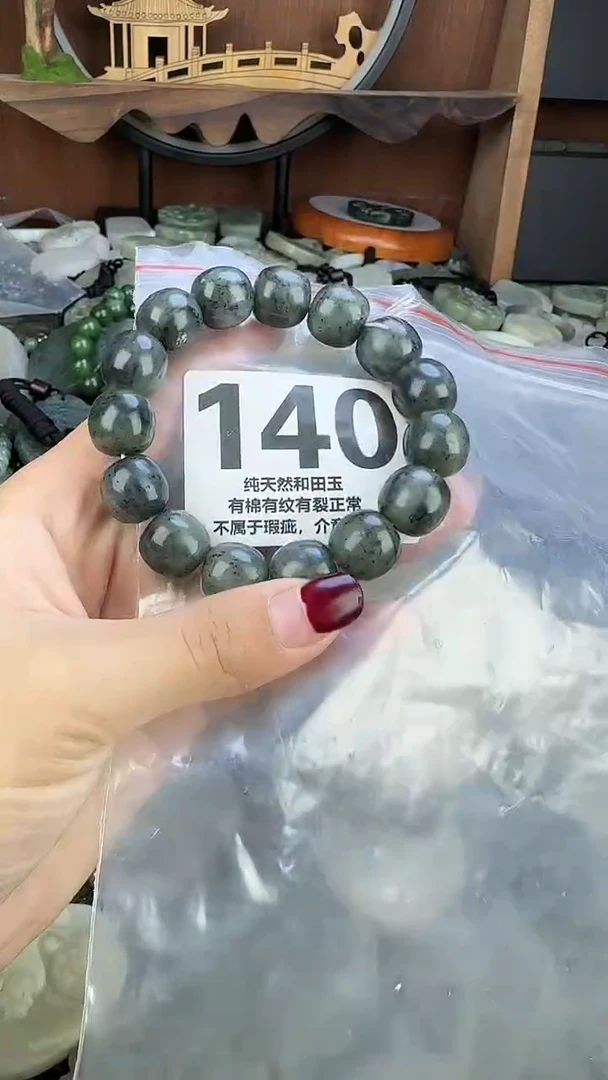 140
纯天然和田玉
有棉有纹有裂正常
不属于瑕疵，介